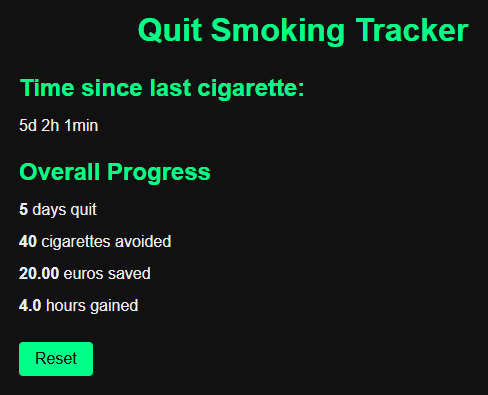 Quit Smoking Tracker
Time since last cigarette:
5d 2h 1min
Overall Progress
5 days quit
40 cigarettes avoided
20.00 euros saved
4.0 hours gained
Reset